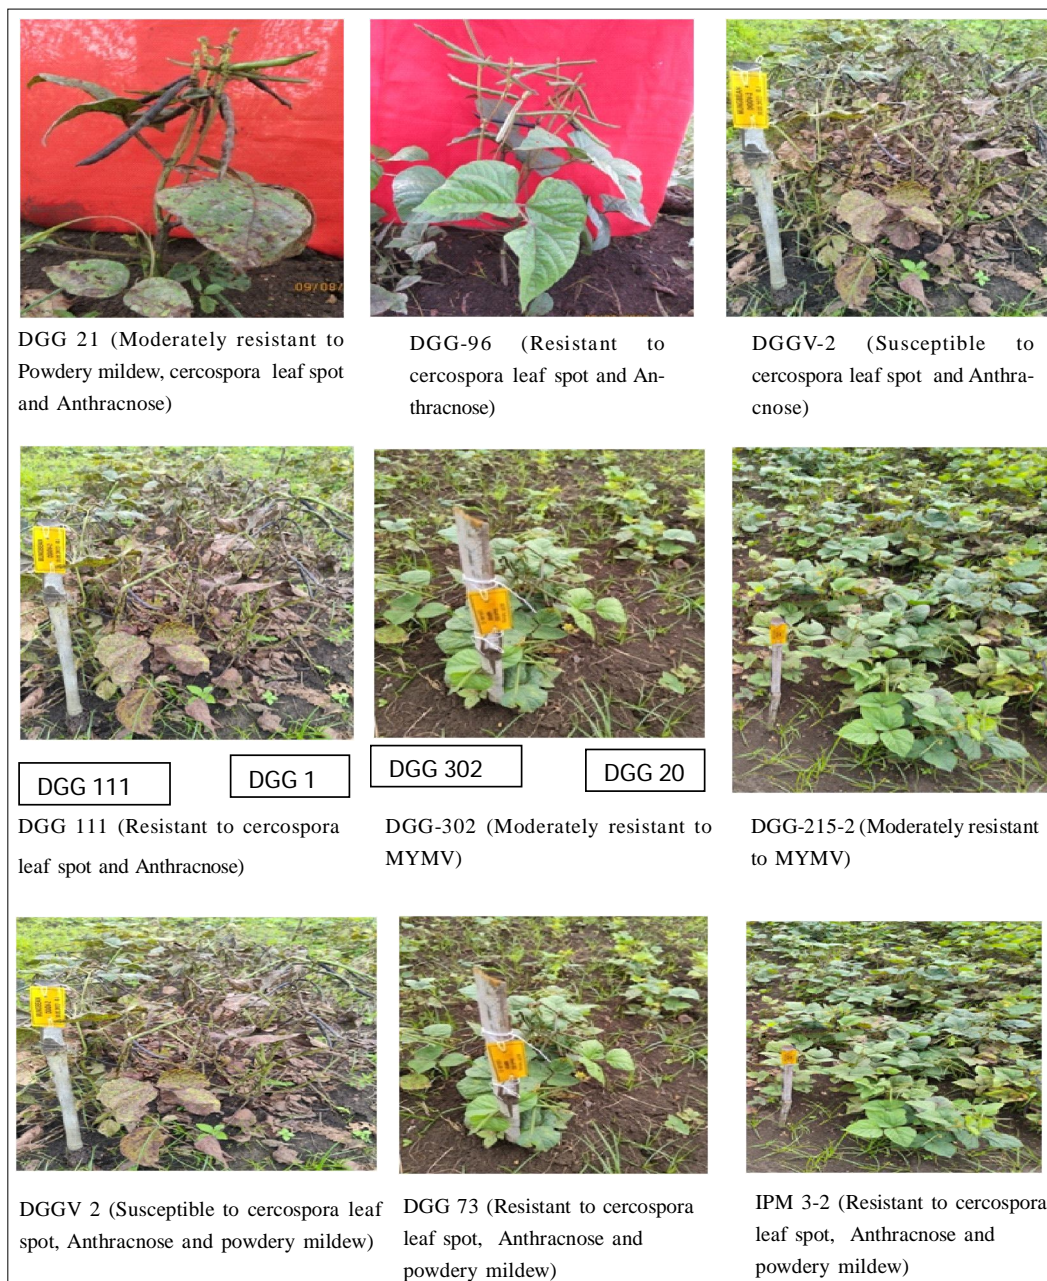 09/08/
DGG 21 (Moderately resistant to
Powdery mildew, cercospora leaf spot
and Anthracnose)
DGG-96 (Resistant to
cercospora leaf spot and An-
thracnose)
DGGV-2 (Susceptible to
cercospora leaf spot and Anthra-
cnose)
DGG 111
DGG 1
DGG 302
DGG 20
DGG 111 (Resistant to cercospora
leaf spot and Anthracnose)
DGG-302 (Moderately resistant to
MYMV)
DGG-215-2 (Moderately resistant
to MYMV)
DGGV 2 (Susceptible to cercospora leaf
spot, Anthracnose and powdery mildew)
DGG 73 (Resistant to cercospora
leaf spot, Anthracnose and
powdery mildew)
IPM 3-2 (Resistant to cercospora
leaf spot, Anthracnose and
powdery mildew)